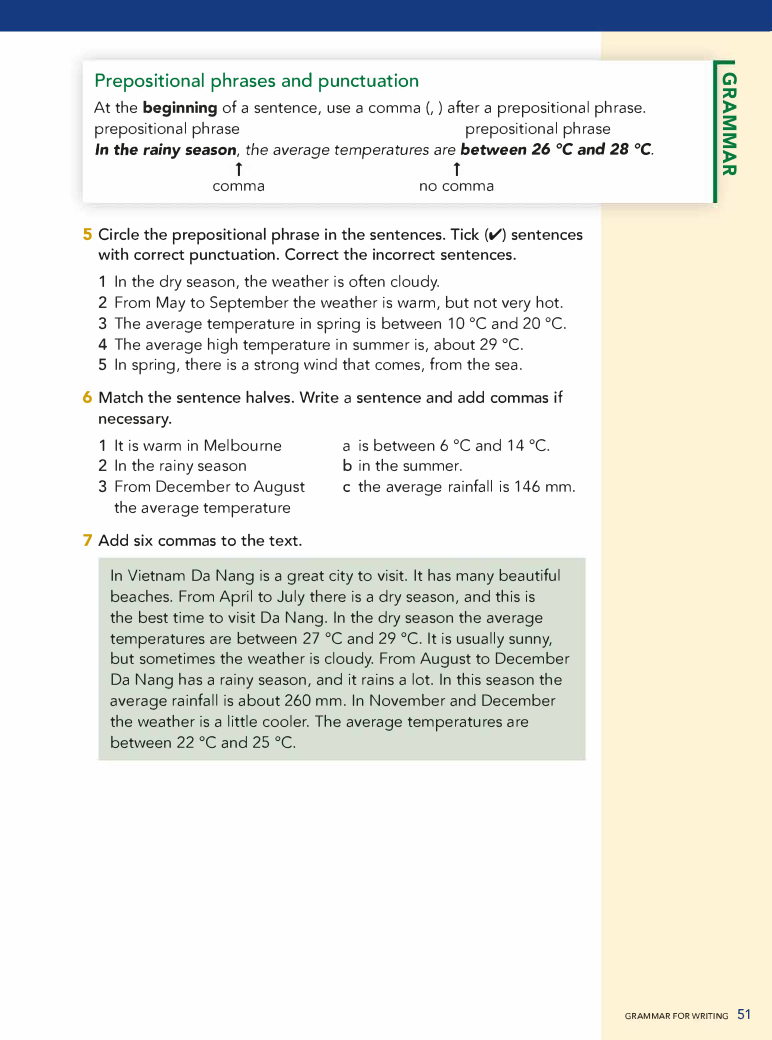 GRAMMAR
Prepositional phrases and punctuation
At the beginning of a sentence, use a comma (, ) after a prepositional phrase.
prepositional phrase prepositional phrase
In the rainy season, the average temperatures are between 26 °C and 28 °C.
comma no comma
5 Circle the prepositional phrase in the sentences. Tick (✔) sentences
with correct punctuation. Correct the incorrect sentences.
1 In the dry season, the weather is often cloudy.
2 From May to September the weather is warm, but not very hot.
3 The average temperature in spring is between 10 °C and 20 °C.
4 The average high temperature in summer is, about 29 °C.
5 In spring, there is a strong wind that comes, from the sea.
6 Match the sentence halves. Write a sentence and add commas if
necessary.
1 It is warm in Melbourne a is between 6 °C and 14 °C.
2 In the rainy season b in the summer.
3 From December to August c the average rainfall is 146 mm.
the average temperature
7 Add six commas to the text.
In Vietnam Da Nang is a great city to visit. It has many beautiful
beaches. From April to July there is a dry season, and this is
the best time to visit Da Nang. In the dry season the average
temperatures are between 27 °C and 29 °C. It is usually sunny,
but sometimes the weather is cloudy. From August to December
Da Nang has a rainy season, and it rains a lot. In this season the
average rainfall is about 260 mm. In November and December
the weather is a little cooler. The average temperatures are
between 22 °C and 25 °C.
GRAMMAR FOR WRITING 51